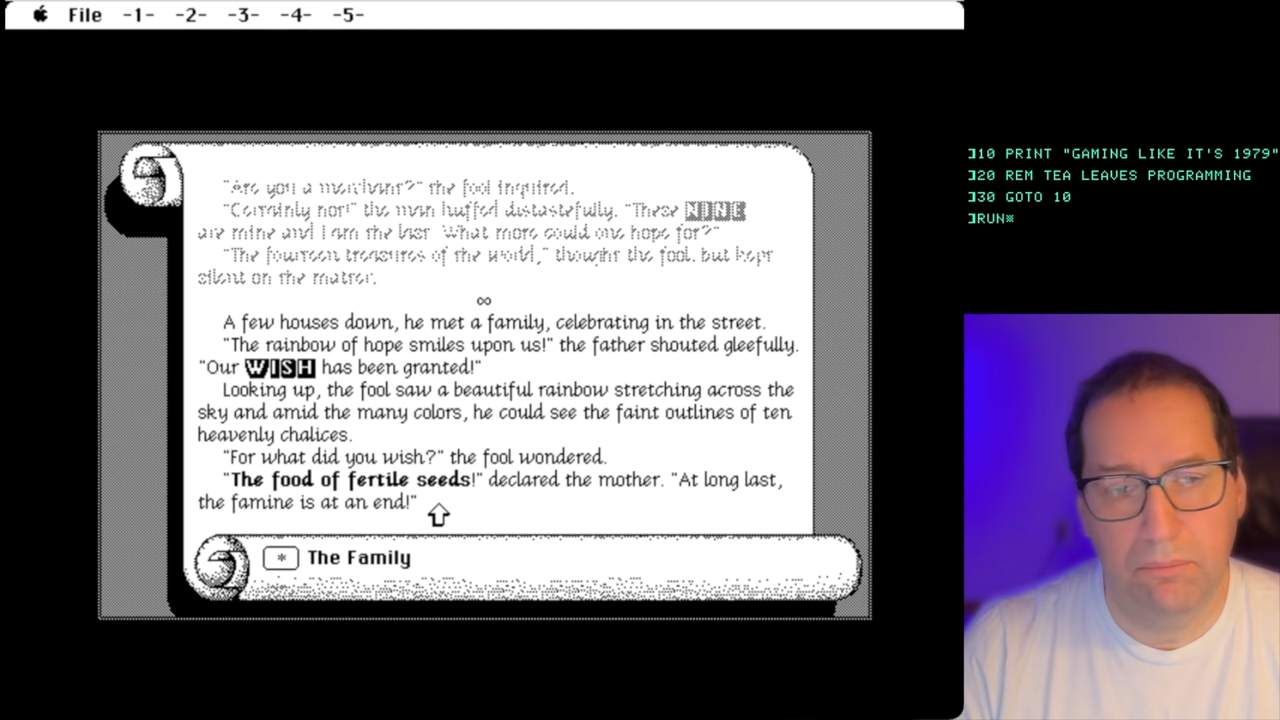 File -1- -2- -3- -4- -5-
"Are you a merchant?" the fool inquired.
"Certainly not!" the man huffed distastefully. "These NINE
are mine and I am the last. What more could one hope for?"
"The fourteen treasures of the world," thought the fool, but kept
silent on the matter.
∞
A few houses down, he met a family, celebrating in the street.
"The rainbow of hope smiles upon us!" the father shouted gleefully.
"Our WISH has been granted!"
Looking up, the fool saw a beautiful rainbow stretching across the
sky and amid the many colors, he could see the faint outlines of ten
heavenly chalices.
"For what did you wish?" the fool wondered.
"The food of fertile seeds!" declared the mother. "At long last,
the famine is at an end!"
* The Family
]10 PRINT "GAMING LIKE IT'S 1979"
]20 REM TEA LEAVES PROGRAMMING
]30 GOTO 10
]RUN